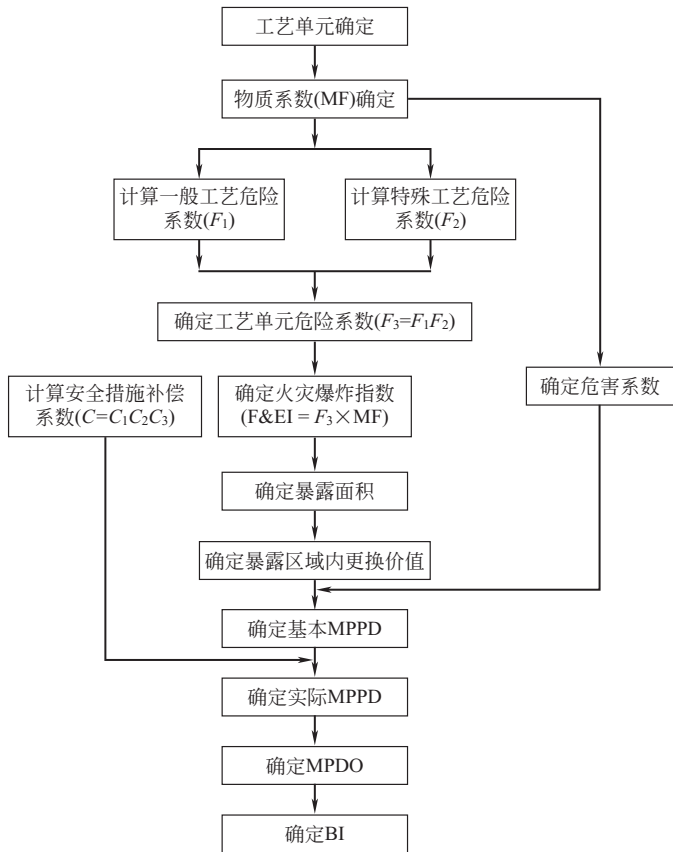 工艺单元确定
物质系数(MF)确定
计算一般工艺危险
系数(F₁)
计算特殊工艺危险
系数(F₂)
确定工艺单元危险系数(F₃=F₁F₂)
计算安全措施补偿
系数(C=C₁C₂C₃)
确定火灾爆炸指数
(F&EI = F₃×MF)
确定危害系数
确定暴露面积
确定暴露区域内更换价值
确定基本MPPD
确定实际MPPD
确定MPDO
确定BI